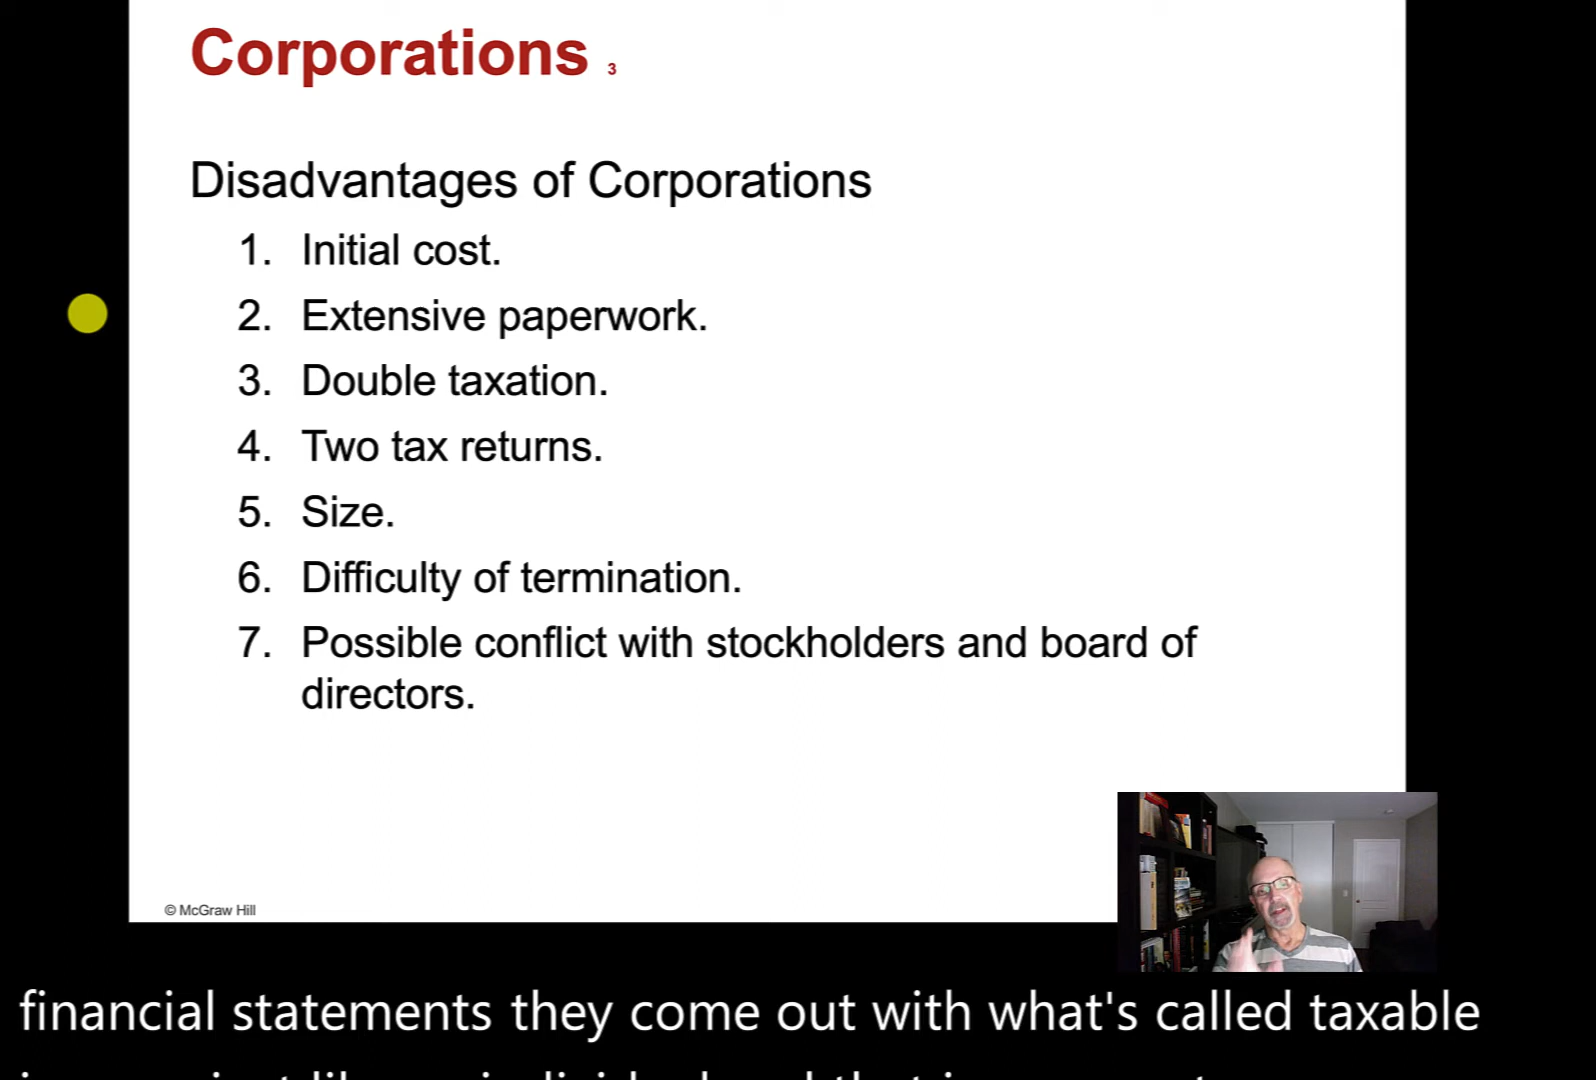 Corporations 3
Disadvantages of Corporations
1. Initial cost.
2. Extensive paperwork.
3. Double taxation.
4. Two tax returns.
5. Size.
6. Difficulty of termination.
7. Possible conflict with stockholders and board of
directors.
© McGraw Hill
financial statements they come out with what's called taxable